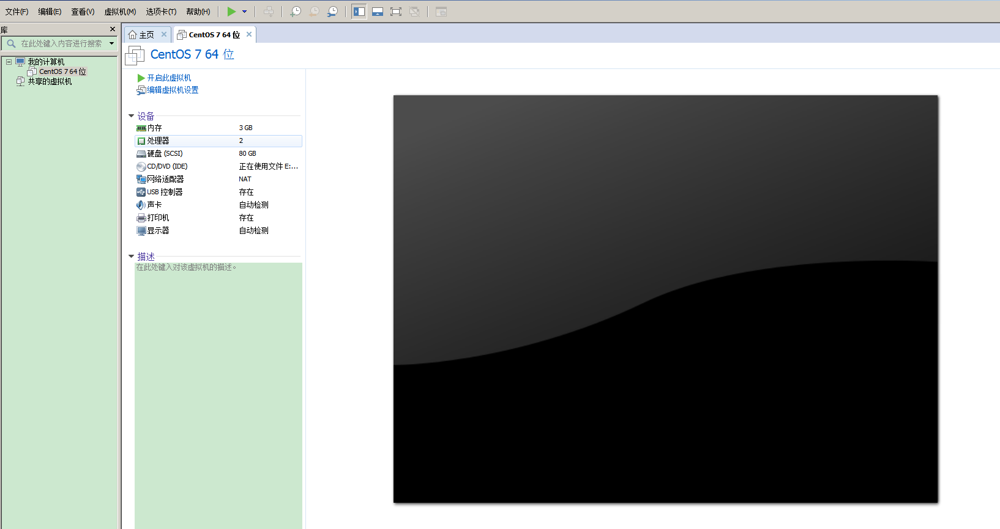 文件(F) 编辑(E) 查看(V) 虚拟机(M) 选项卡(T) 帮助(H)
库
在此处键入内容进行搜索
我的计算机
CentOS 7 64 位
共享的虚拟机
主页 CentOS 7 64 位
CentOS 7 64 位
开启此虚拟机
编辑虚拟机设置
设备
内存 3 GB
处理器 2
硬盘 (SCSI) 80 GB
CD/DVD (IDE) 正在使用文件 E:...
网络适配器 NAT
USB 控制器 存在
声卡 自动检测
打印机 存在
显示器 自动检测
描述
在此处键入对该虚拟机的描述。